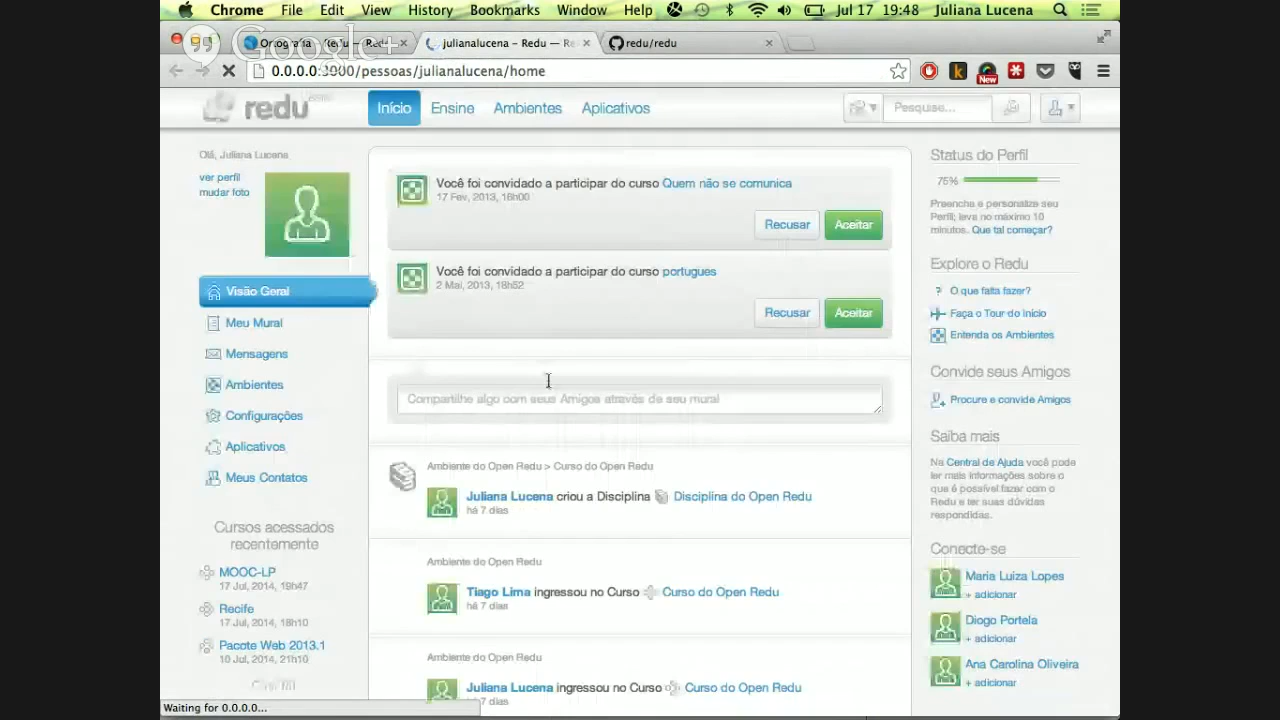 Chrome File Edit View History Bookmarks Window Help Jul 17 19:48 Juliana Lucena
Google+
Redu julianalucena – Redu — Re redu/redu
0.0.0.0:3000/pessoas/julianalucena/home
New
redu Início Ensine Ambientes Aplicativos Pesquise...
Olá, Juliana Lucena
ver perfil
mudar foto
Visão Geral
Meu Mural
Mensagens
Ambientes
Configurações
Aplicativos
Meus Contatos
Cursos acessados
recentemente
MOOC-LP
17 Jul, 2014, 19h47
Recife
17 Jul, 2014, 18h10
Pacote Web 2013.1
10 Jul, 2014, 21h10
Você foi convidado a participar do curso Quem não se comunica
17 Fev, 2013, 16h00
Recusar Aceitar
Você foi convidado a participar do curso portugues
2 Mai, 2013, 18h52
Recusar Aceitar
Compartilhe algo com seus Amigos através de seu mural
Ambiente do Open Redu > Curso do Open Redu
Juliana Lucena criou a Disciplina Disciplina do Open Redu
há 7 dias
Ambiente do Open Redu
Tiago Lima ingressou no Curso Curso do Open Redu
há 7 dias
Ambiente do Open Redu
Juliana Lucena ingressou no Curso Curso do Open Redu
há 7 dias
Status do Perfil
75%
Preencha e personalize seu
Perfil; leva no máximo 10
minutos. Que tal começar?
Explore o Redu
? O que falta fazer?
Faça o Tour do Início
Entenda os Ambientes
Convide seus Amigos
Procure e convide Amigos
Saiba mais
Na Central de Ajuda você pode
ler mais informações sobre o
que é possível fazer com o
Redu e ter suas dúvidas
respondidas.
Conecte-se
Maria Luiza Lopes
+ adicionar
Diogo Portela
+ adicionar
Ana Carolina Oliveira
+ adicionar
Waiting for 0.0.0.0...